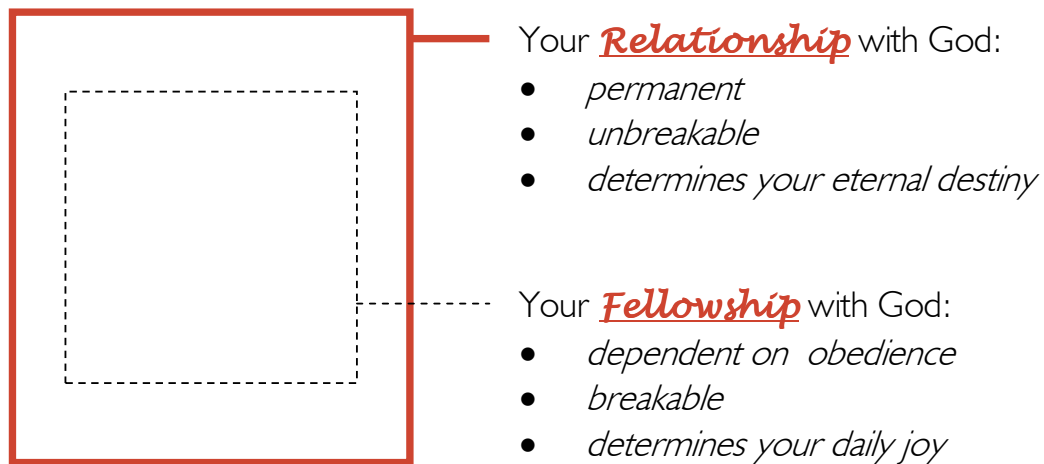 Your Relationship with God:
• permanent
• unbreakable
• determines your eternal destiny
Your Fellowship with God:
• dependent on obedience
• breakable
• determines your daily joy